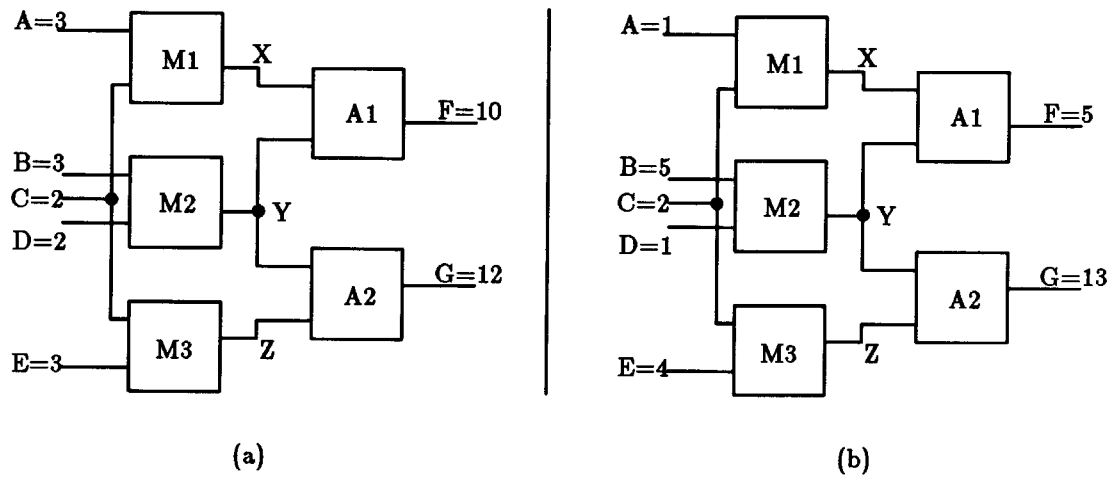 A=3
M1
X
A1
F=10
B=3
C=2
D=2
M2
Y
G=12
A2
M3
Z
E=3
(a)
A=1
M1
X
A1
F=5
B=5
C=2
D=1
M2
Y
G=13
A2
M3
Z
E=4
(b)